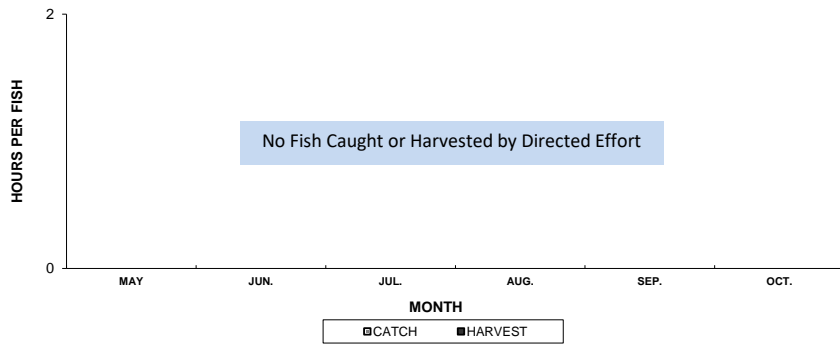 2
HOURS PER FISH
No Fish Caught or Harvested by Directed Effort
0
MAY JUN. JUL. AUG. SEP. OCT.
MONTH
CATCH HARVEST